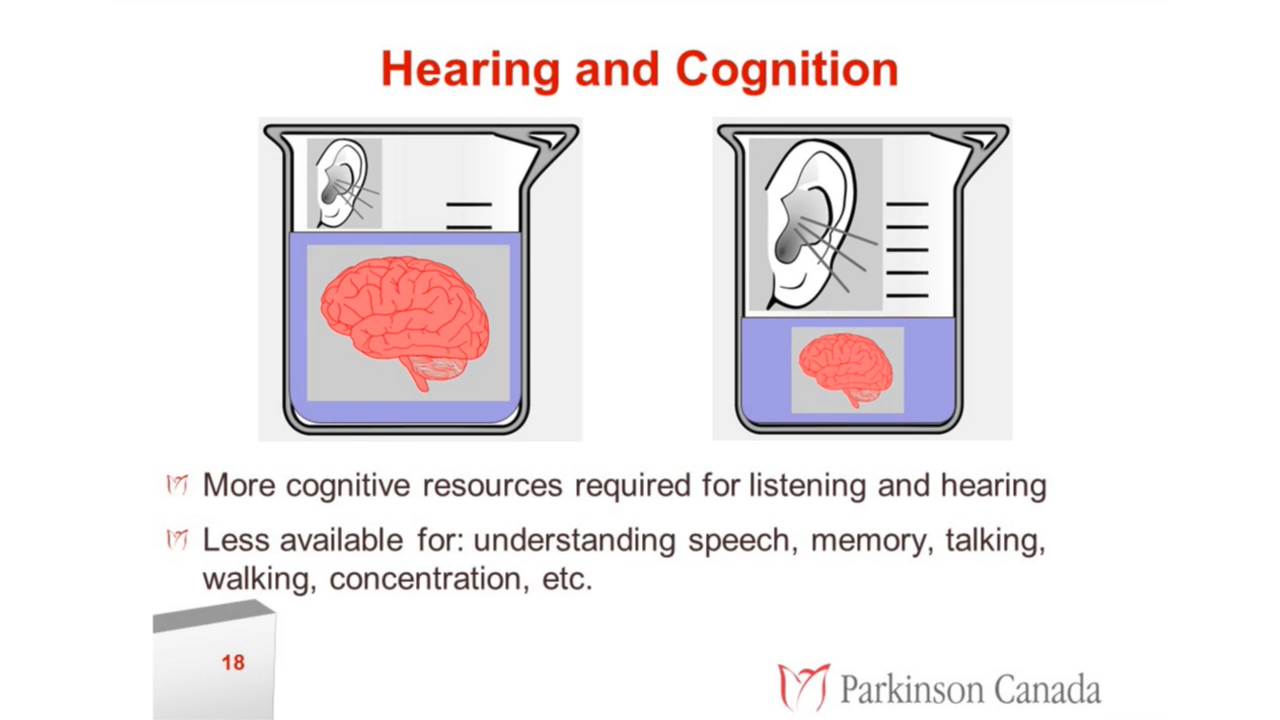 Hearing and Cognition
More cognitive resources required for listening and hearing
Less available for: understanding speech, memory, talking,
walking, concentration, etc.
18
Parkinson Canada